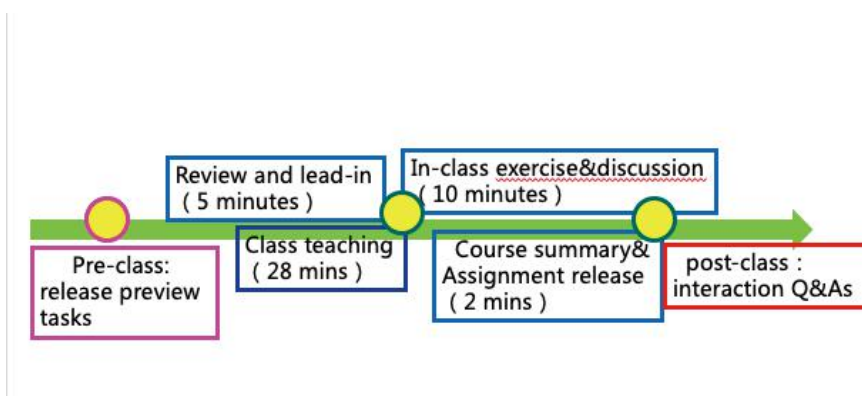 Pre-class:
release preview
tasks
Review and lead-in
( 5 minutes )
Class teaching
( 28 mins )
In-class exercise&discussion
( 10 minutes )
Course summary&
Assignment release
( 2 mins )
post-class :
interaction Q&As